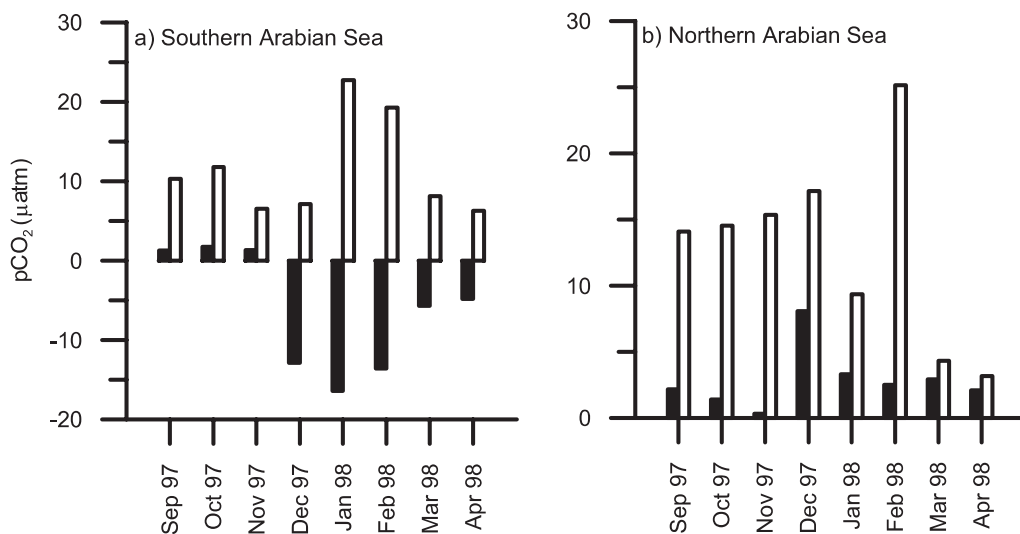 a) Southern Arabian Sea
pCO₂ (μatm)
30
20
10
0
-10
-20
Sep 97
Oct 97
Nov 97
Dec 97
Jan 98
Feb 98
Mar 98
Apr 98
b) Northern Arabian Sea
30
20
10
0
Sep 97
Oct 97
Nov 97
Dec 97
Jan 98
Feb 98
Mar 98
Apr 98